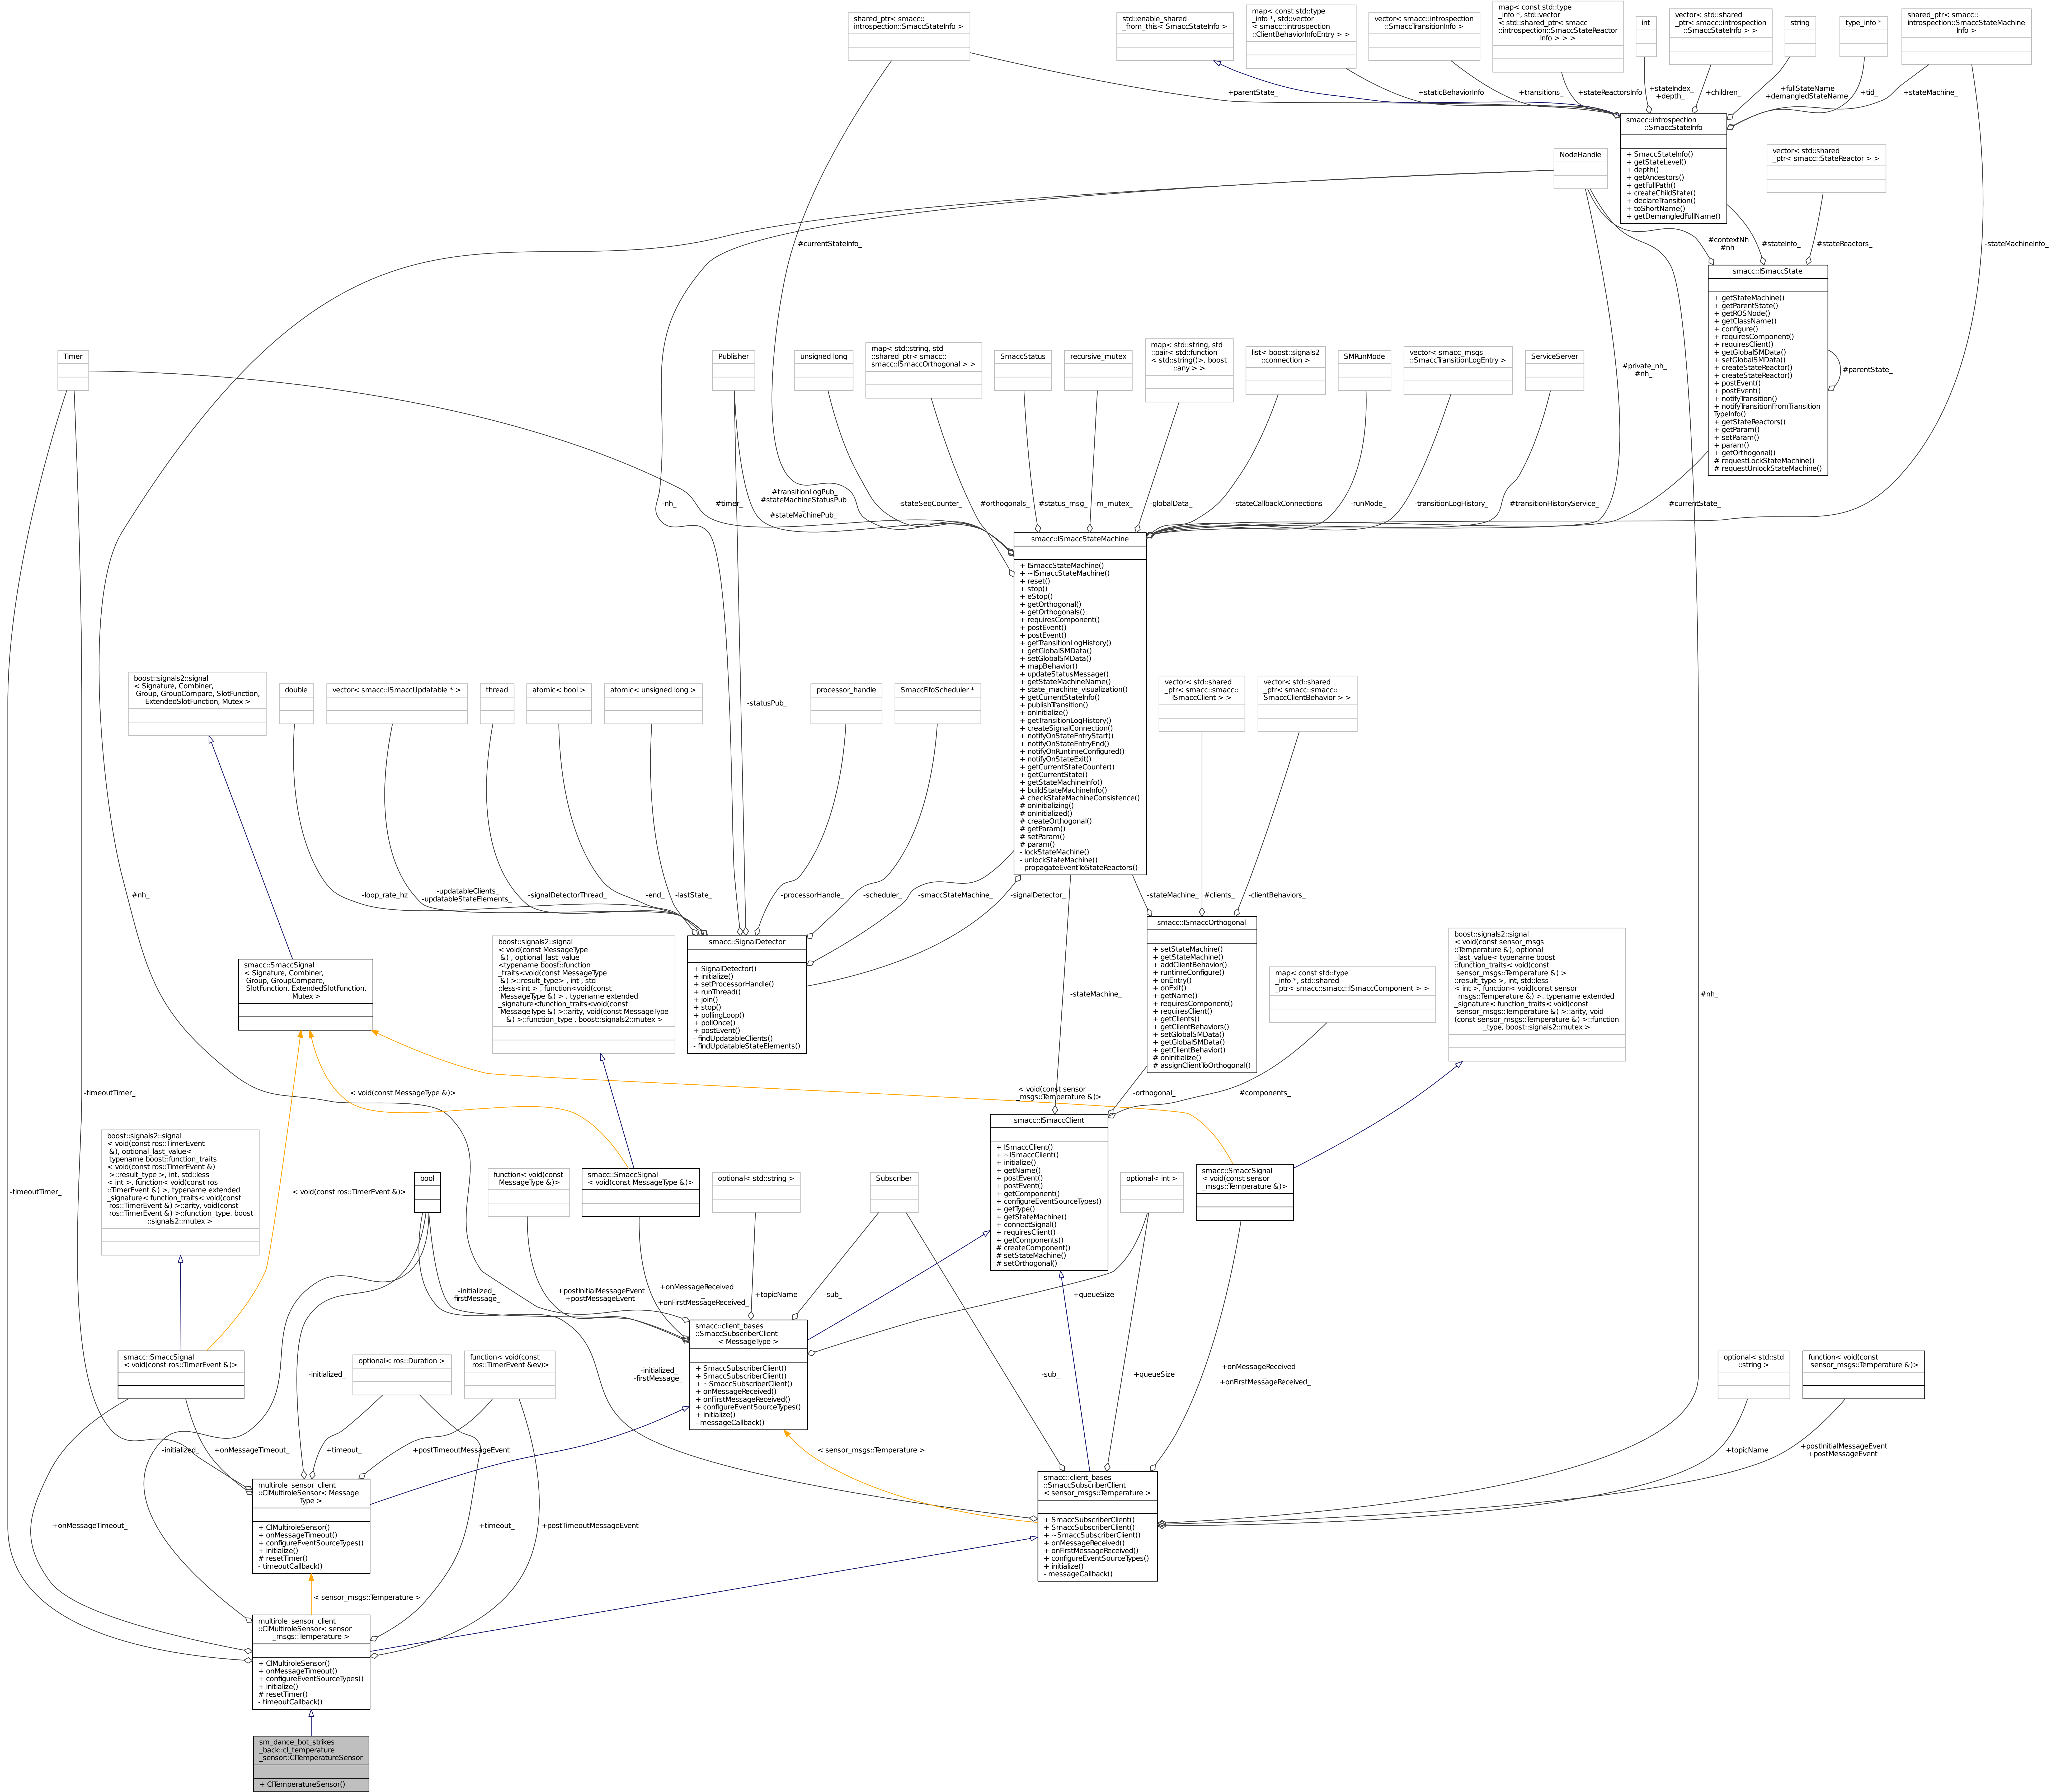 shared_ptr< smacc::
introspection::SmaccStateInfo >
std::enable_shared
_from_this< SmaccStateInfo >
map< const std::type
_info *, std::vector
< smacc::introspection
::ClientBehaviorInfoEntry > >
vector< smacc::introspection
::SmaccTransitionInfo >
map< const std::type
_info *, std::vector
< std::shared_ptr< smacc
::introspection::SmaccStateReactor
Info > > >
int
vector< std::shared
_ptr< smacc::introspection
::SmaccStateInfo > >
string
type_info *
shared_ptr< smacc::
introspection::SmaccStateMachine
Info >
+parentState_
+staticBehaviorInfo
+transitions_
+stateReactorsInfo
+stateIndex_
+depth_
+children_
+fullStateName
+demangledStateName
+tid_
+stateMachine_
smacc::introspection
::SmaccStateInfo
+ SmaccStateInfo()
+ getStateLevel()
+ depth()
+ getAncestors()
+ getFullPath()
+ createChildState()
+ declareTransition()
+ toShortName()
+ getDemangledFullName()
NodeHandle
vector< std::shared
_ptr< smacc::StateReactor > >
#currentStateInfo_
#contextNh
#nh
#stateInfo_
#stateReactors_
-stateMachineInfo_
smacc::ISmaccState
+ getStateMachine()
+ getParentState()
+ getROSNode()
+ getClassName()
+ configure()
+ requiresComponent()
+ requiresClient()
+ getGlobalSMData()
+ setGlobalSMData()
+ createStateReactor()
+ createStateReactor()
+ postEvent()
+ postEvent()
+ notifyTransition()
+ notifyTransitionFromTransition
TypeInfo()
+ getStateReactors()
+ getParam()
+ setParam()
+ param()
+ getOrthogonal()
# requestLockStateMachine()
# requestUnlockStateMachine()
#parentState_
#private_nh_
#nh_
Timer
Publisher
unsigned long
map< std::string, std
::shared_ptr< smacc::
smacc::ISmaccOrthogonal > >
SmaccStatus
recursive_mutex
map< std::string, std
::pair< std::function
< std::string()>, boost
::any > >
list< boost::signals2
::connection >
SMRunMode
vector< smacc_msgs
::SmaccTransitionLogEntry >
ServiceServer
-nh_
#timer_
#transitionLogPub_
#stateMachineStatusPub
_
#stateMachinePub_
-stateSeqCounter_
#orthogonals_
#status_msg_
-m_mutex_
-globalData_
-stateCallbackConnections
-runMode_
-transitionLogHistory_
#transitionHistoryService_
#currentState_
smacc::ISmaccStateMachine
+ ISmaccStateMachine()
+ ~ISmaccStateMachine()
+ reset()
+ stop()
+ eStop()
+ getOrthogonal()
+ getOrthogonals()
+ requiresComponent()
+ postEvent()
+ postEvent()
+ getTransitionLogHistory()
+ getGlobalSMData()
+ setGlobalSMData()
+ mapBehavior()
+ updateStatusMessage()
+ getStateMachineName()
+ state_machine_visualization()
+ getCurrentStateInfo()
+ publishTransition()
+ onInitialize()
+ getTransitionLogHistory()
+ createSignalConnection()
+ notifyOnStateEntryStart()
+ notifyOnStateEntryEnd()
+ notifyOnRuntimeConfigured()
+ notifyOnStateExit()
+ getCurrentStateCounter()
+ getCurrentState()
+ getStateMachineInfo()
+ buildStateMachineInfo()
# checkStateMachineConsistence()
# onInitializing()
# onInitialized()
# createOrthogonal()
# getParam()
# setParam()
# param()
- lockStateMachine()
- unlockStateMachine()
- propagateEventToStateReactors()
boost::signals2::signal
< Signature, Combiner,
Group, GroupCompare, SlotFunction,
ExtendedSlotFunction, Mutex >
double
vector< smacc::ISmaccUpdatable * >
thread
atomic< bool >
atomic< unsigned long >
-statusPub_
processor_handle
SmaccFifoScheduler *
vector< std::shared
_ptr< smacc::smacc::
ISmaccClient > >
vector< std::shared
_ptr< smacc::smacc::
SmaccClientBehavior > >
#nh_
-loop_rate_hz
-updatableClients_
-updatableStateElements_
-signalDetectorThread_
-end_
-lastState_
-processorHandle_
-scheduler_
-smaccStateMachine_
-signalDetector_
-stateMachine_
#clients_
-clientBehaviors_
smacc::SmaccSignal
< Signature, Combiner,
Group, GroupCompare,
SlotFunction, ExtendedSlotFunction,
Mutex >
boost::signals2::signal
< void(const MessageType
&) , optional_last_value
<typename boost::function
_traits<void(const MessageType
&) >::result_type> , int , std
::less<int > , function<void(const
MessageType &) > , typename extended
_signature<function_traits<void(const
MessageType &) >::arity, void(const MessageType
&) >::function_type , boost::signals2::mutex >
smacc::SignalDetector
+ SignalDetector()
+ initialize()
+ setProcessorHandle()
+ runThread()
+ join()
+ stop()
+ pollingLoop()
+ pollOnce()
+ postEvent()
- findUpdatableClients()
- findUpdatableStateElements()
smacc::ISmaccOrthogonal
+ setStateMachine()
+ getStateMachine()
+ addClientBehavior()
+ runtimeConfigure()
+ onEntry()
+ onExit()
+ getName()
+ requiresComponent()
+ requiresClient()
+ getClients()
+ getClientBehaviors()
+ setGlobalSMData()
+ getGlobalSMData()
+ getClientBehavior()
# onInitialize()
# assignClientToOrthogonal()
map< const std::type
_info *, std::shared
_ptr< smacc::smacc::ISmaccComponent > >
boost::signals2::signal
< void(const sensor_msgs
::Temperature &), optional
_last_value< typename boost
::function_traits< void(const
sensor_msgs::Temperature &) >
::result_type >, int, std::less
< int >, function< void(const sensor
_msgs::Temperature &) >, typename extended
_signature< function_traits< void(const
sensor_msgs::Temperature &) >::arity, void
(const sensor_msgs::Temperature &) >::function
_type, boost::signals2::mutex >
-stateMachine_
#nh_
-timeoutTimer_
< void(const MessageType &)>
< void(const sensor
_msgs::Temperature &)>
-orthogonal_
#components_
boost::signals2::signal
< void(const ros::TimerEvent
&), optional_last_value<
typename boost::function_traits
< void(const ros::TimerEvent &)
>::result_type >, int, std::less
< int >, function< void(const ros
::TimerEvent &) >, typename extended
_signature< function_traits< void(const
ros::TimerEvent &) >::arity, void(const
ros::TimerEvent &) >::function_type, boost
::signals2::mutex >
-timeoutTimer_
< void(const ros::TimerEvent &)>
bool
function< void(const
MessageType &)>
smacc::SmaccSignal
< void(const MessageType &)>
optional< std::string >
Subscriber
smacc::ISmaccClient
+ ISmaccClient()
+ ~ISmaccClient()
+ initialize()
+ getName()
+ postEvent()
+ postEvent()
+ getComponent()
+ configureEventSourceTypes()
+ getType()
+ getStateMachine()
+ connectSignal()
+ requiresClient()
+ getComponents()
# createComponent()
# setStateMachine()
# setOrthogonal()
optional< int >
smacc::SmaccSignal
< void(const sensor
_msgs::Temperature &)>
-initialized_
-firstMessage_
+postInitialMessageEvent
+postMessageEvent
+onMessageReceived
_
+onFirstMessageReceived_
+topicName
-sub_
+queueSize
smacc::client_bases
::SmaccSubscriberClient
< MessageType >
+ SmaccSubscriberClient()
+ SmaccSubscriberClient()
+ ~SmaccSubscriberClient()
+ onMessageReceived()
+ onFirstMessageReceived()
+ configureEventSourceTypes()
+ initialize()
- messageCallback()
smacc::SmaccSignal
< void(const ros::TimerEvent &)>
optional< ros::Duration >
function< void(const
ros::TimerEvent &ev)>
optional< std::std
::string >
function< void(const
sensor_msgs::Temperature &)>
-initialized_
-initialized_
-firstMessage_
-sub_
+queueSize
+onMessageReceived
_
+onFirstMessageReceived_
-initialized_
+onMessageTimeout_
+timeout_
+postTimeoutMessageEvent
< sensor_msgs::Temperature >
+topicName
+postInitialMessageEvent
+postMessageEvent
multirole_sensor_client
::ClMultiroleSensor< Message
Type >
+ ClMultiroleSensor()
+ onMessageTimeout()
+ configureEventSourceTypes()
+ initialize()
# resetTimer()
- timeoutCallback()
smacc::client_bases
::SmaccSubscriberClient
< sensor_msgs::Temperature >
+ SmaccSubscriberClient()
+ SmaccSubscriberClient()
+ ~SmaccSubscriberClient()
+ onMessageReceived()
+ onFirstMessageReceived()
+ configureEventSourceTypes()
+ initialize()
- messageCallback()
+onMessageTimeout_
+timeout_
+postTimeoutMessageEvent
< sensor_msgs::Temperature >
multirole_sensor_client
::ClMultiroleSensor< sensor
_msgs::Temperature >
+ ClMultiroleSensor()
+ onMessageTimeout()
+ configureEventSourceTypes()
+ initialize()
# resetTimer()
- timeoutCallback()
sm_dance_bot_strikes
_back::cl_temperature
_sensor::ClTemperatureSensor
+ ClTemperatureSensor()